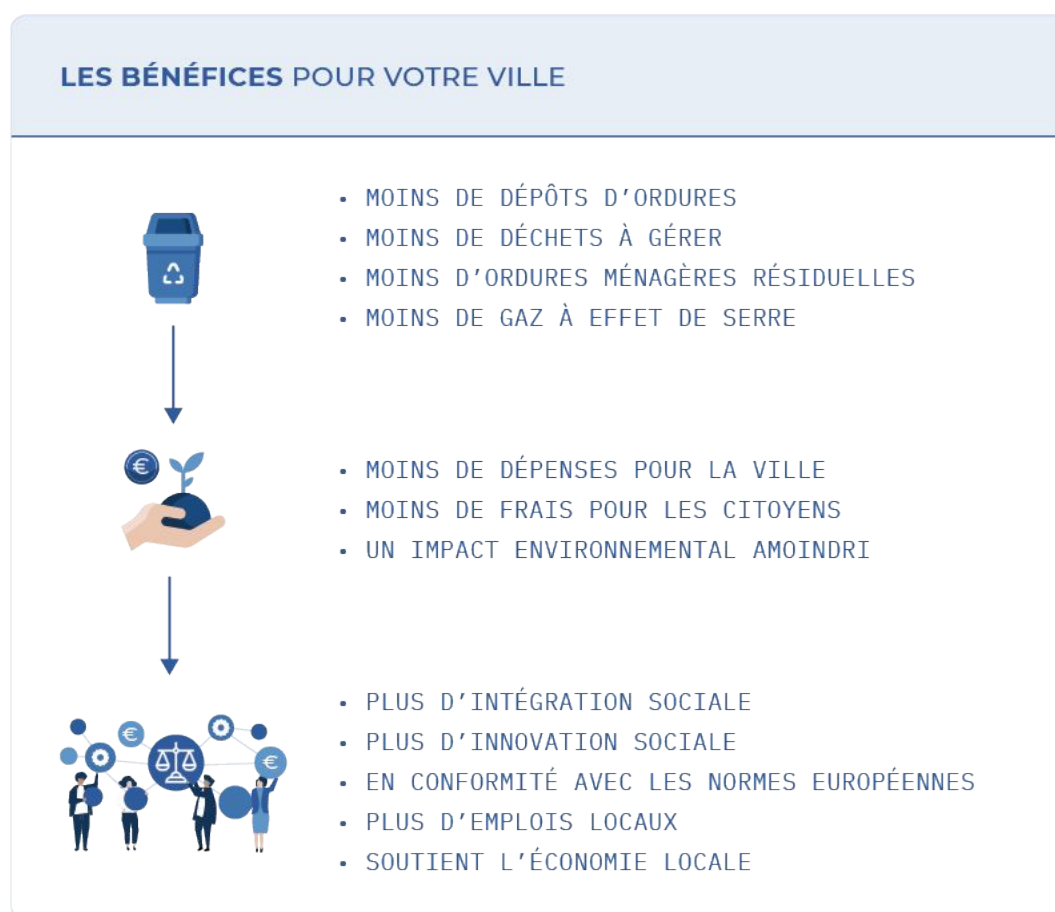 LES BÉNÉFICES POUR VOTRE VILLE
• MOINS DE DÉPÔTS D'ORDURES
• MOINS DE DÉCHETS À GÉRER
• MOINS D'ORDURES MÉNAGÈRES RÉSIDUELLES
• MOINS DE GAZ À EFFET DE SERRE
€
• MOINS DE DÉPENSES POUR LA VILLE
• MOINS DE FRAIS POUR LES CITOYENS
• UN IMPACT ENVIRONNEMENTAL AMOINDRI
€
€
• PLUS D'INTÉGRATION SOCIALE
• PLUS D'INNOVATION SOCIALE
• EN CONFORMITÉ AVEC LES NORMES EUROPÉENNES
• PLUS D'EMPLOIS LOCAUX
• SOUTIENT L'ÉCONOMIE LOCALE